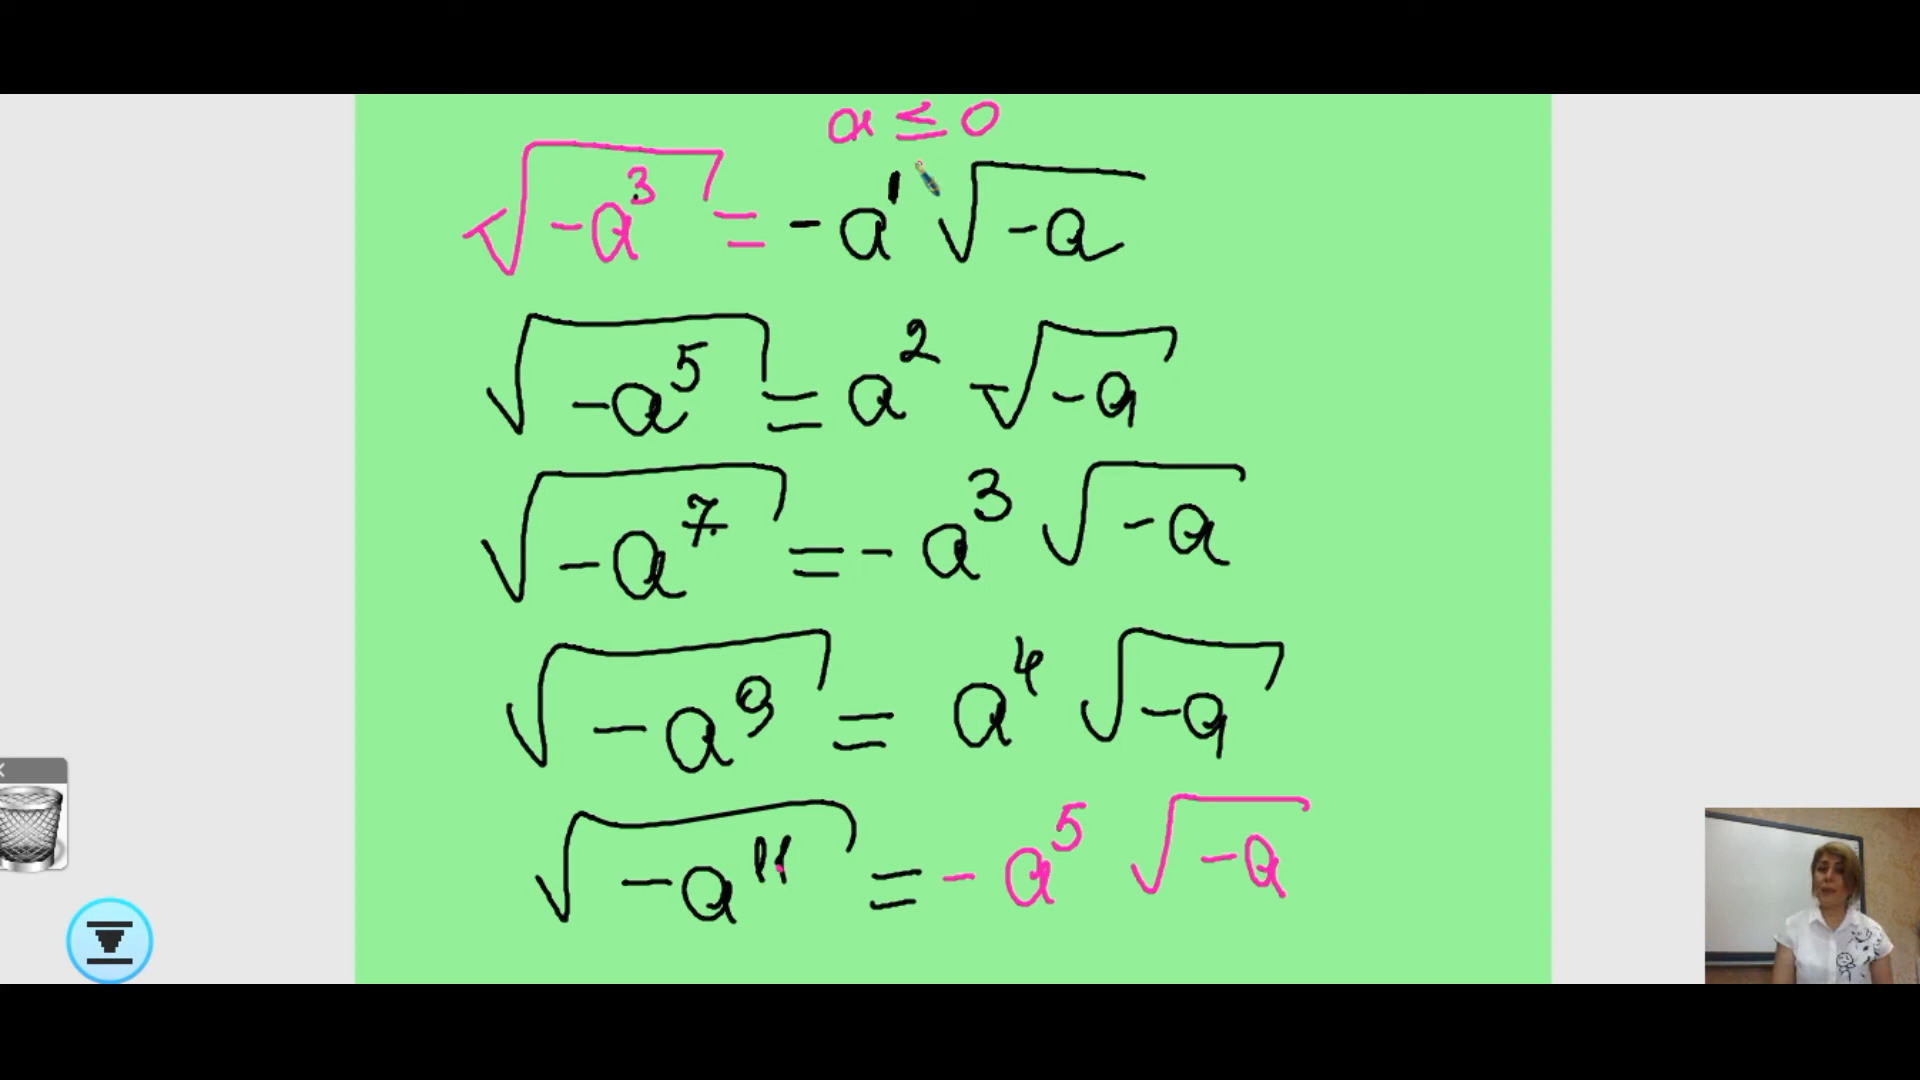 a ≤ 0
√-a³ = -a¹ √-a
√-a⁵ = a² √-a
√-a⁷ = -a³ √-a
√-a⁹ = a⁴ √-a
√-a¹¹ = -a⁵ √-a